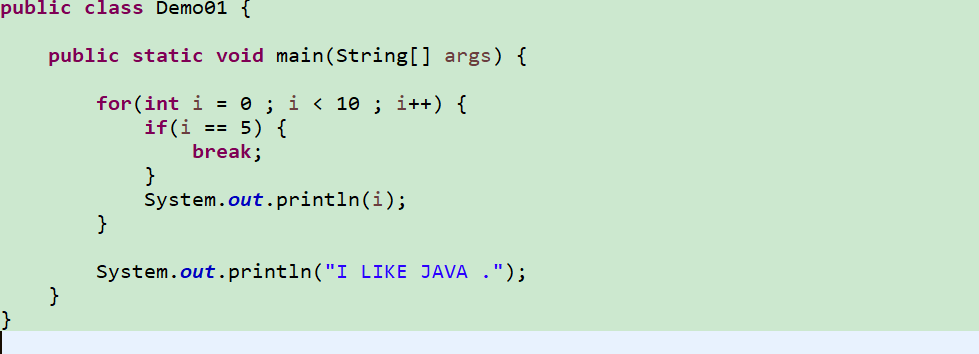 public class Demo01 {
    public static void main(String[] args) {
        for(int i = 0 ; i < 10 ; i++) {
            if(i == 5) {
                break;
            }
            System.out.println(i);
        }
        System.out.println("I LIKE JAVA .");
    }
}